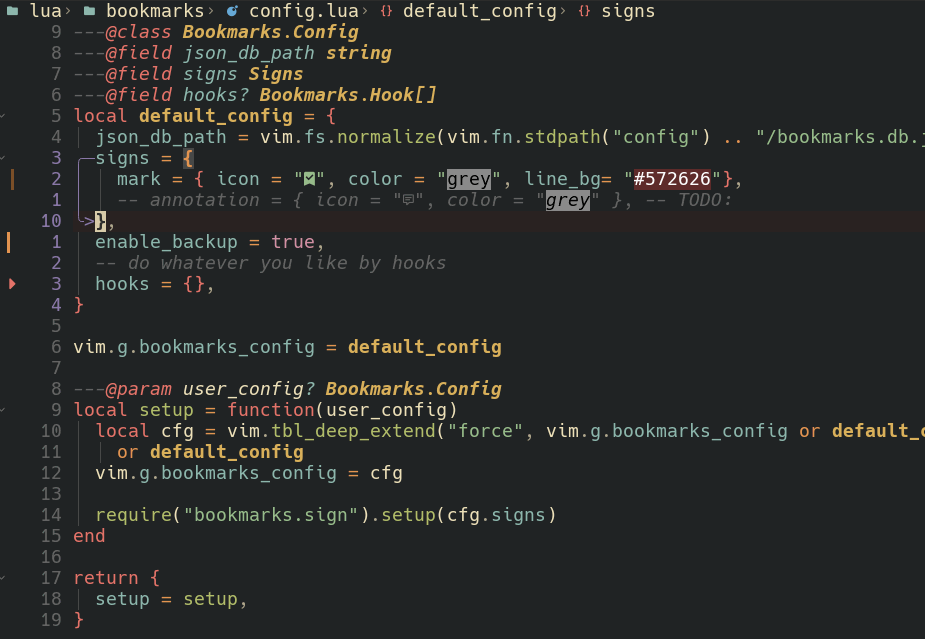 lua› bookmarks› config.lua› {} default_config› {} signs
9 ---@class Bookmarks.Config
8 ---@field json_db_path string
7 ---@field signs Signs
6 ---@field hooks? Bookmarks.Hook[]
5 local default_config = {
4 json_db_path = vim.fs.normalize(vim.fn.stdpath("config") .. "/bookmarks.db.
3 signs = {
2 mark = { icon = "", color = "grey", line_bg= "#572626"},
1 -- annotation = { icon = "", color = "grey" }, -- TODO:
10 },
1 enable_backup = true,
2 -- do whatever you like by hooks
3 hooks = {},
4 }
5
6 vim.g.bookmarks_config = default_config
7
8 ---@param user_config? Bookmarks.Config
9 local setup = function(user_config)
10 local cfg = vim.tbl_deep_extend("force", vim.g.bookmarks_config or default_
11 or default_config
12 vim.g.bookmarks_config = cfg
13
14 require("bookmarks.sign").setup(cfg.signs)
15 end
16
17 return {
18 setup = setup,
19 }